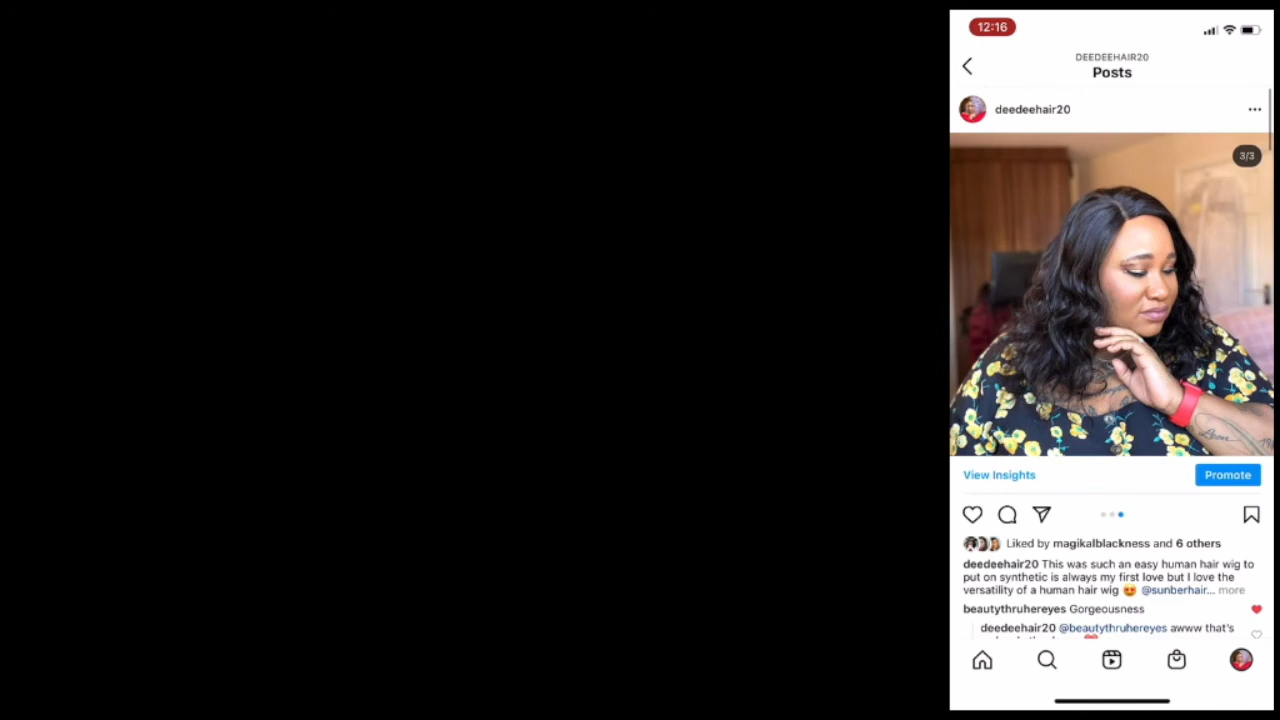 12:16
DEEDEEHAIR20
Posts
deedeehair20
3/3
View Insights
Promote
Liked by magikalblackness and 6 others
deedeehair20 This was such an easy human hair wig to
put on synthetic is always my first love but I love the
versatility of a human hair wig 😍 @sunberhair... more
beautythruhereyes Gorgeousness
deedeehair20 @beautythruhereyes awww that's